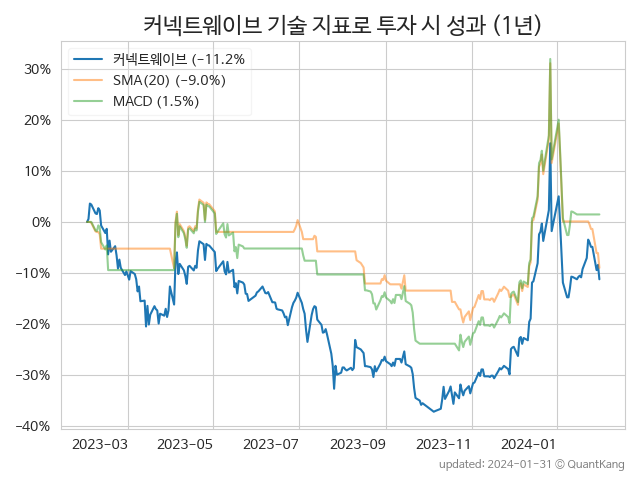 커넥트웨이브 기술 지표로 투자 시 성과 (1년)
커넥트웨이브 (-11.2%
SMA(20) (-9.0%)
MACD (1.5%)
30%
20%
10%
0%
-10%
-20%
-30%
-40%
2023-03 2023-05 2023-07 2023-09 2023-11 2024-01
updated: 2024-01-31 © QuantKang